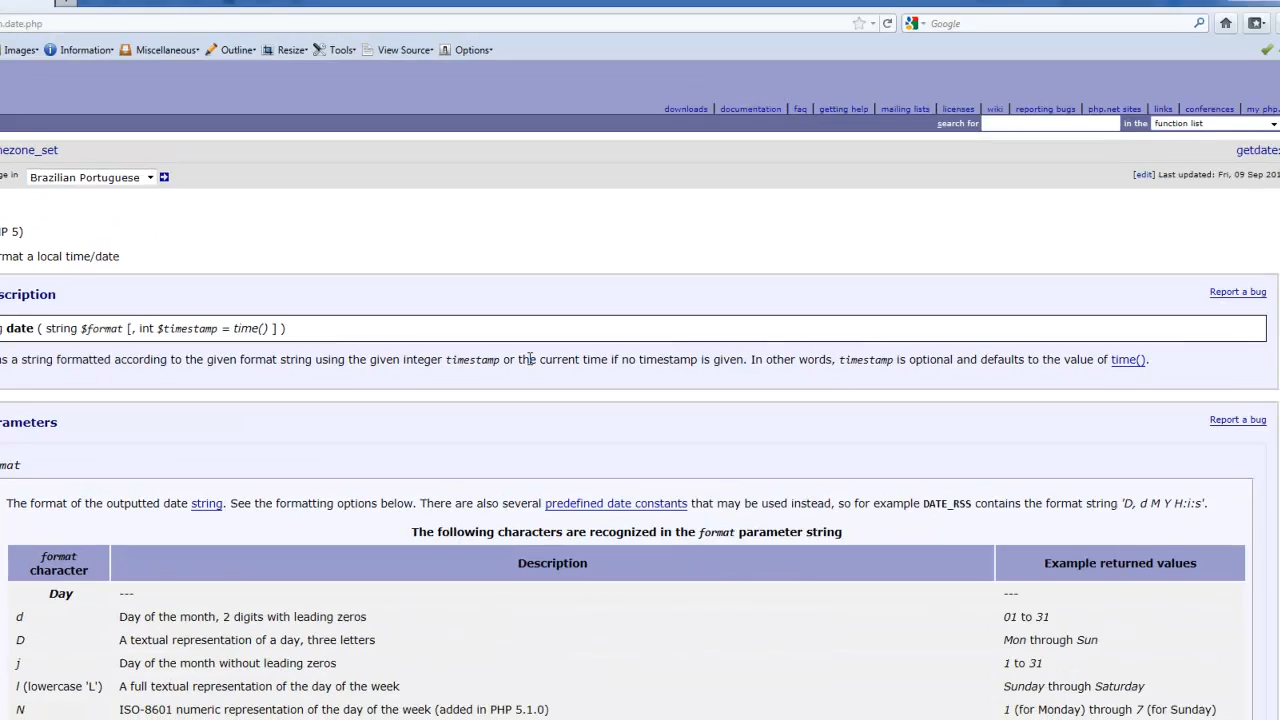 n.date.php
Google
Images
Information
Miscellaneous
Outline
Resize
Tools
View Source
Options
downloads | documentation | faq | getting help | mailing lists | licenses | wiki | reporting bugs | php.net sites | links | conferences | my php.
search for in the function list
nezone_set
getdate
ge in Brazilian Portuguese
[edit] Last updated: Fri, 09 Sep 201
HP 5)
rmat a local time/date
scription
Report a bug
g date ( string $format [, int $timestamp = time() ] )
s a string formatted according to the given format string using the given integer timestamp or the current time if no timestamp is given. In other words, timestamp is optional and defaults to the value of time().
rameters
Report a bug
mat
The format of the outputted date string. See the formatting options below. There are also several predefined date constants that may be used instead, so for example DATE_RSS contains the format string 'D, d M Y H:i:s'.
The following characters are recognized in the format parameter string
format character
Description
Example returned values
Day --- ---
d Day of the month, 2 digits with leading zeros 01 to 31
D A textual representation of a day, three letters Mon through Sun
j Day of the month without leading zeros 1 to 31
l (lowercase 'L') A full textual representation of the day of the week Sunday through Saturday
N ISO-8601 numeric representation of the day of the week (added in PHP 5.1.0) 1 (for Monday) through 7 (for Sunday)